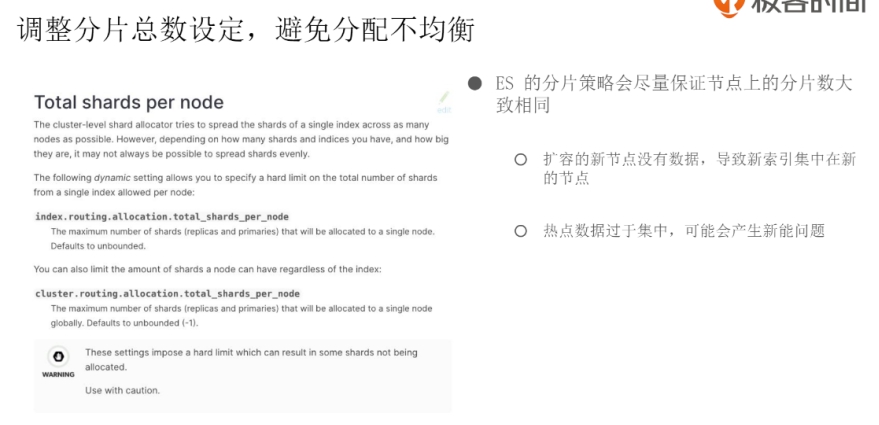 极客时间
调整分片总数设定，避免分配不均衡
Total shards per node
edit
The cluster-level shard allocator tries to spread the shards of a single index across as many
nodes as possible. However, depending on how many shards and indices you have, and how big
they are, it may not always be possible to spread shards evenly.
The following dynamic setting allows you to specify a hard limit on the total number of shards
from a single index allowed per node:
index.routing.allocation.total_shards_per_node
The maximum number of shards (replicas and primaries) that will be allocated to a single node.
Defaults to unbounded.
You can also limit the amount of shards a node can have regardless of the index:
cluster.routing.allocation.total_shards_per_node
The maximum number of shards (replicas and primaries) that will be allocated to a single node
globally. Defaults to unbounded (-1).
WARNING
These settings impose a hard limit which can result in some shards not being
allocated.
Use with caution.
ES 的分片策略会尽量保证节点上的分片数大
致相同
扩容的新节点没有数据，导致新索引集中在新
的节点
热点数据过于集中，可能会产生新能问题